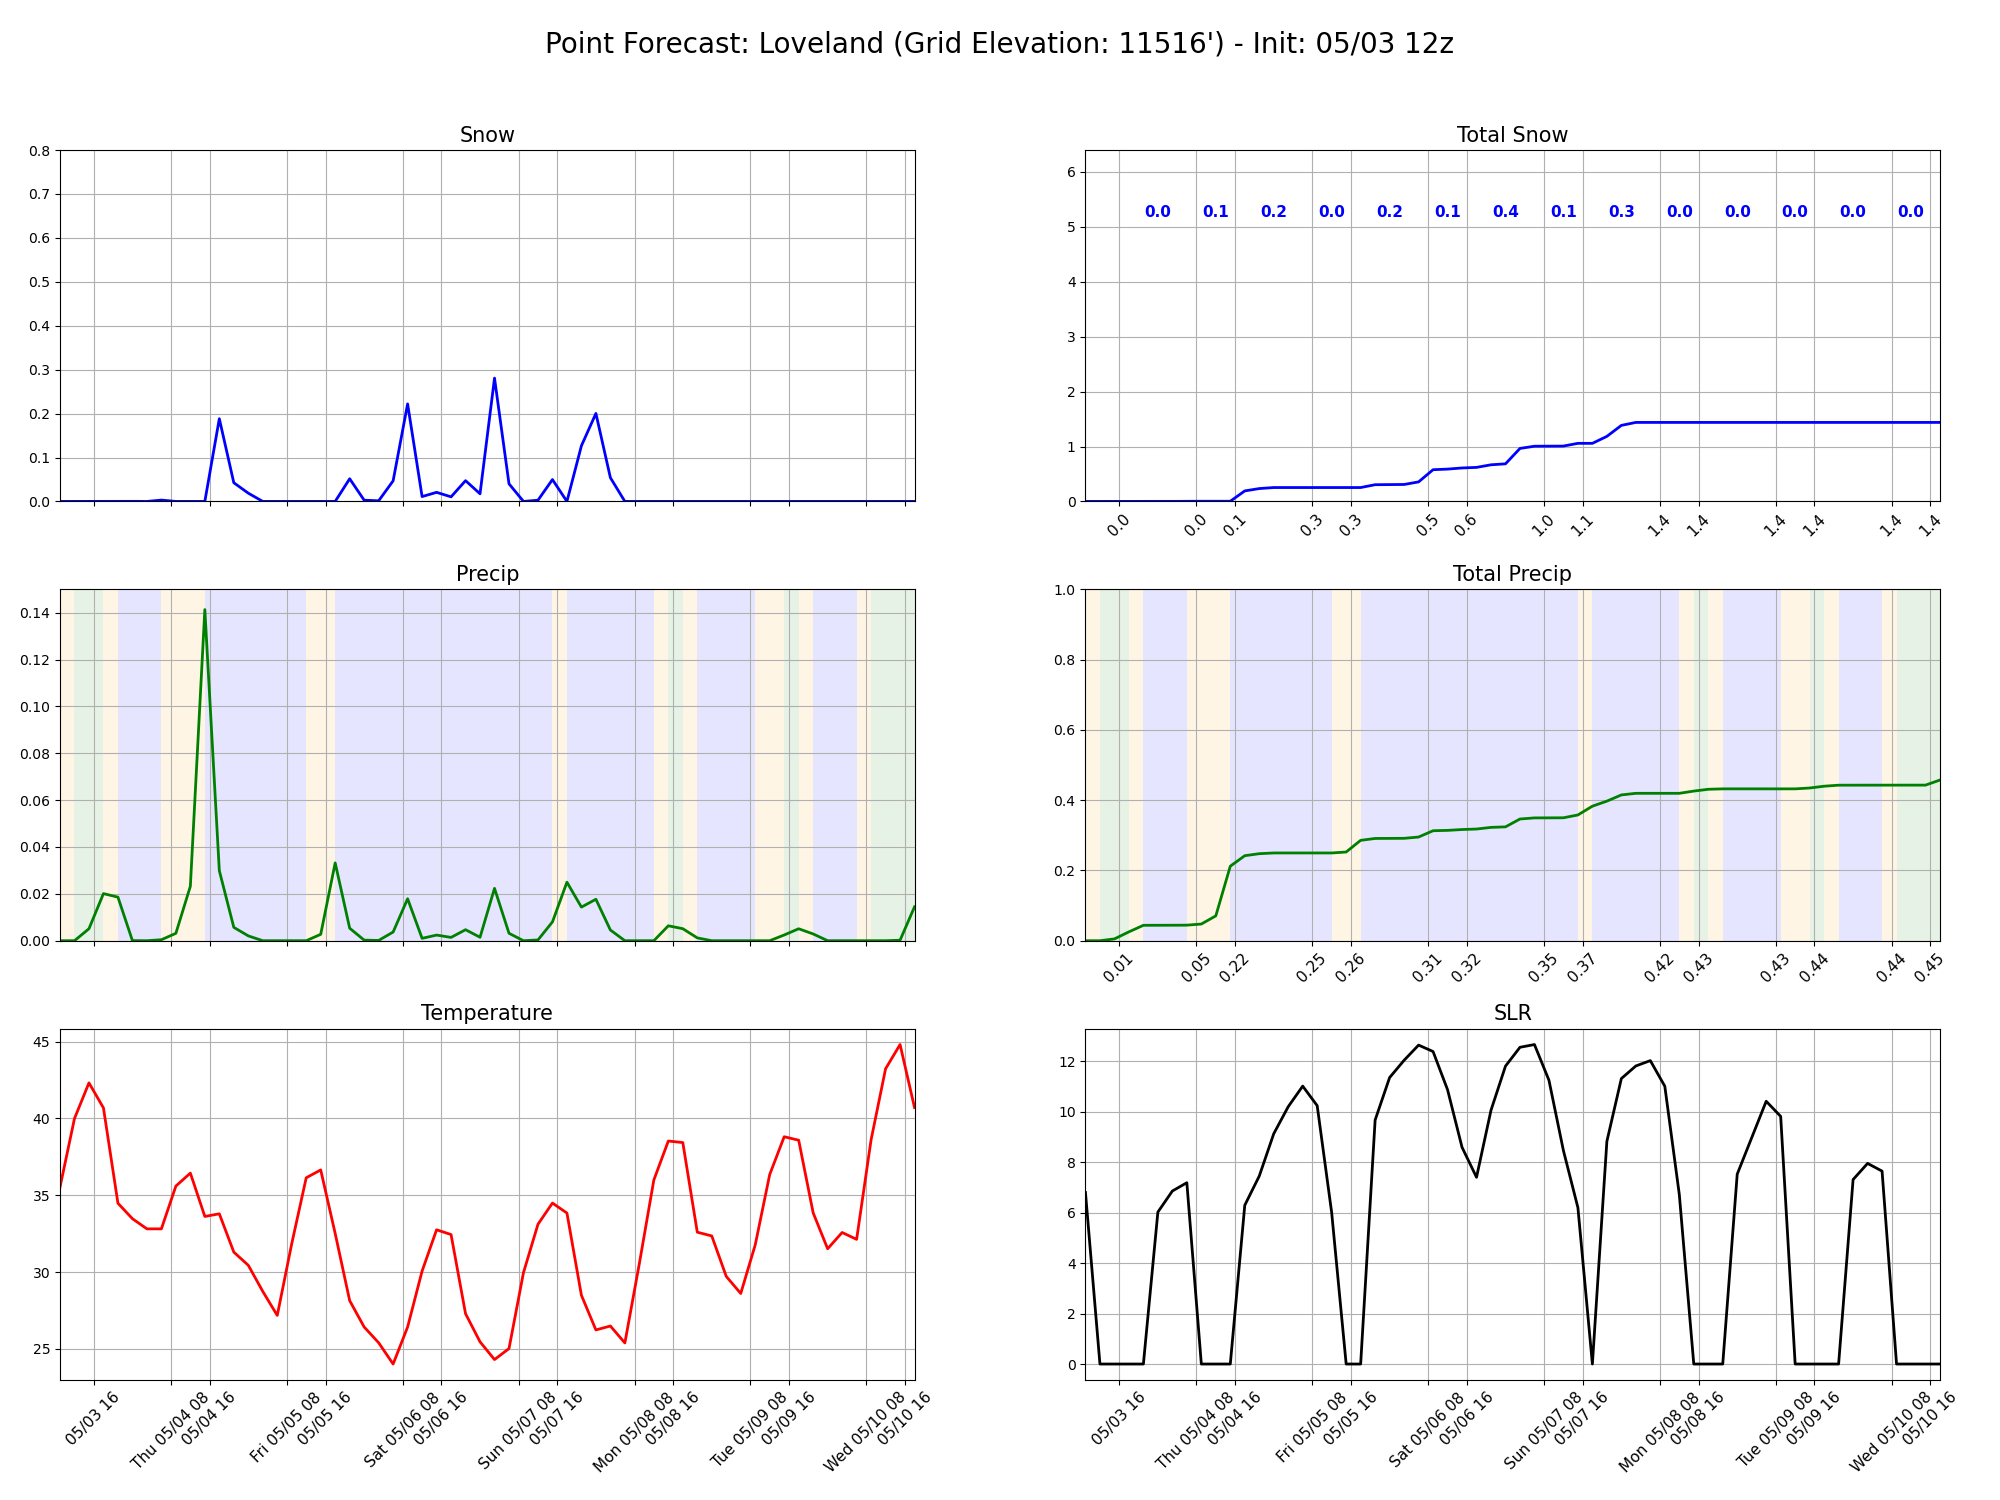 Point Forecast: Loveland (Grid Elevation: 11516') - Init: 05/03 12z
Snow
0.8
0.7
0.6
0.5
0.4
0.3
0.2
0.1
0.0
Total Snow
6
5
4
3
2
1
0
0.0 0.1 0.2 0.0 0.2 0.1 0.4 0.1 0.3 0.0 0.0 0.0 0.0 0.0
0.0 0.0 0.1 0.3 0.3 0.5 0.6 1.0 1.1 1.4 1.4 1.4 1.4 1.4 1.4
Precip
0.14
0.12
0.10
0.08
0.06
0.04
0.02
0.00
Total Precip
1.0
0.8
0.6
0.4
0.2
0.0
0.01 0.05 0.22 0.25 0.26 0.31 0.32 0.35 0.37 0.42 0.43 0.43 0.44 0.44 0.45
Temperature
45
40
35
30
25
05/03 16
Thu 05/04 08
05/04 16
Fri 05/05 08
05/05 16
Sat 05/06 08
05/06 16
Sun 05/07 08
05/07 16
Mon 05/08 08
05/08 16
Tue 05/09 08
05/09 16
Wed 05/10 08
05/10 16
SLR
12
10
8
6
4
2
0
05/03 16
Thu 05/04 08
05/04 16
Fri 05/05 08
05/05 16
Sat 05/06 08
05/06 16
Sun 05/07 08
05/07 16
Mon 05/08 08
05/08 16
Tue 05/09 08
05/09 16
Wed 05/10 08
05/10 16